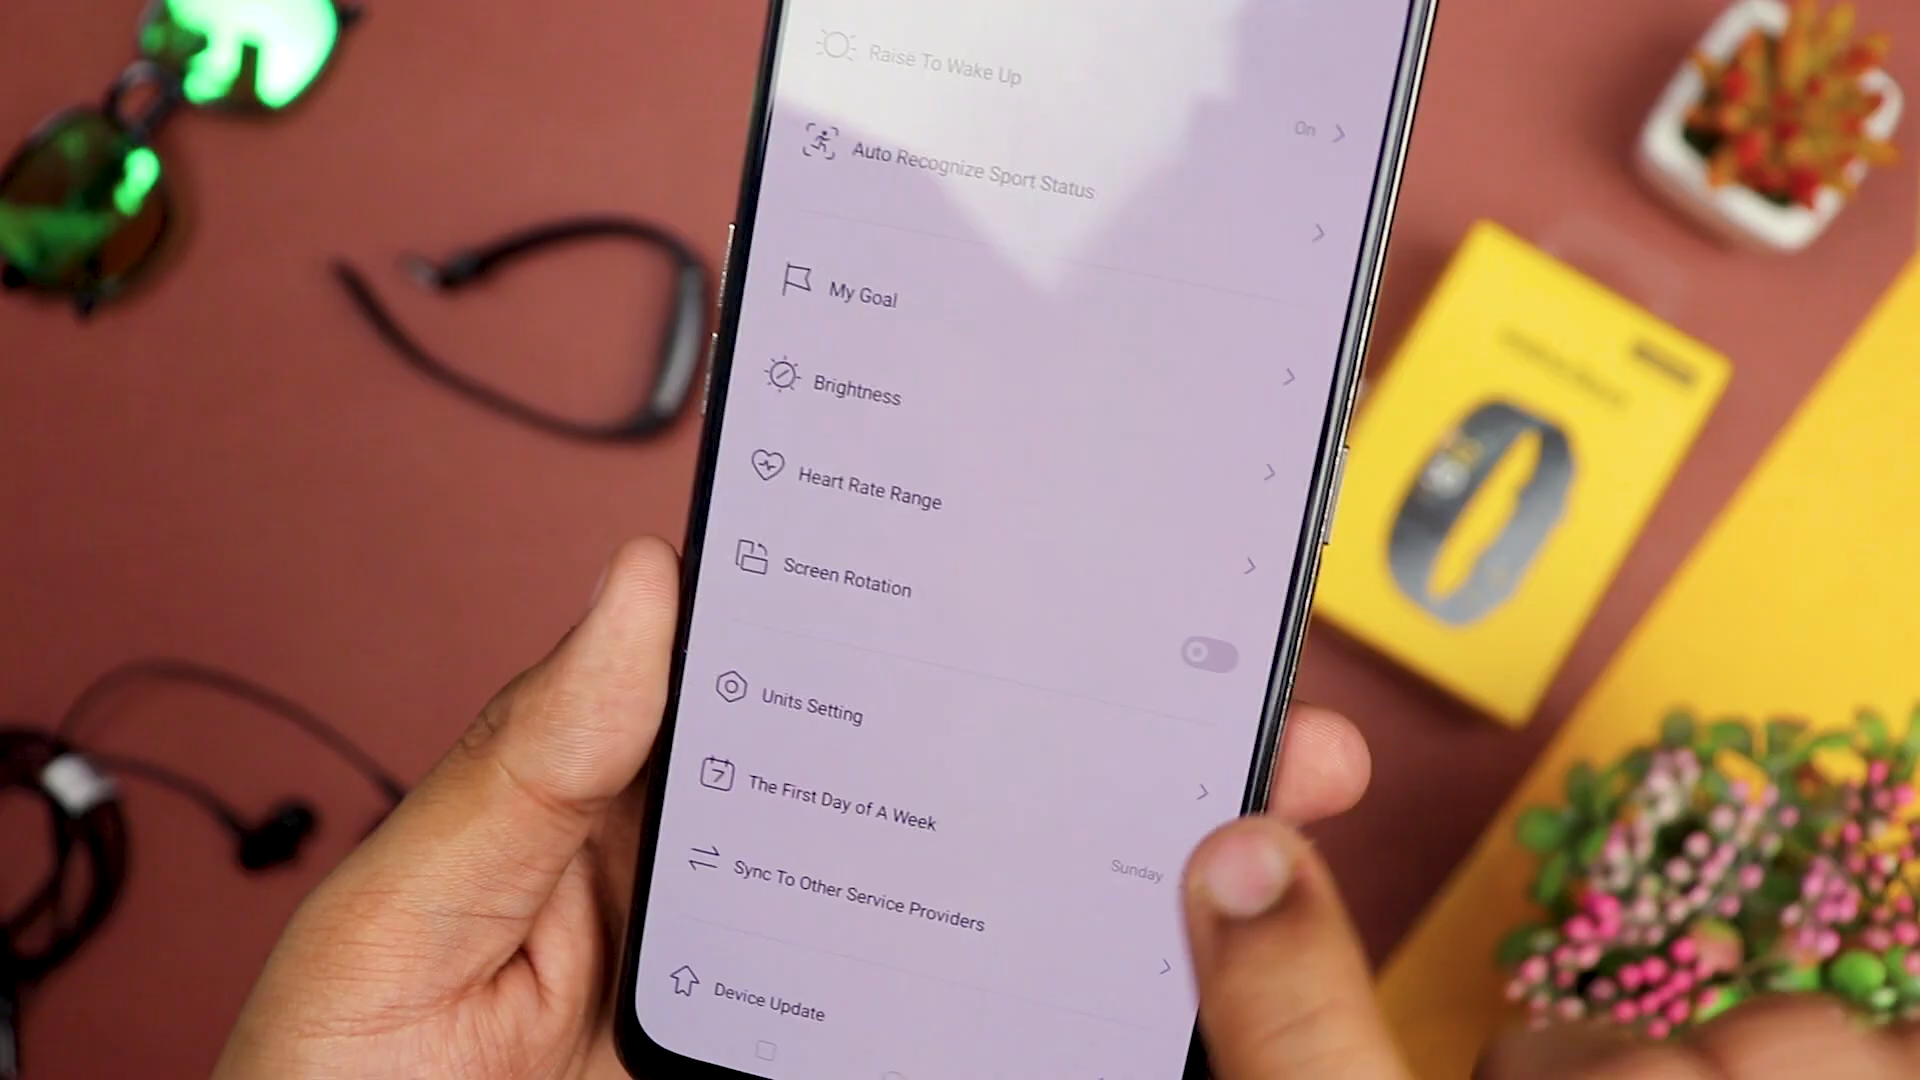 Raise To Wake Up
On
Auto Recognize Sport Status
My Goal
Brightness
Heart Rate Range
Screen Rotation
Units Setting
7
The First Day of A Week
Sunday
Sync To Other Service Providers
Device Update